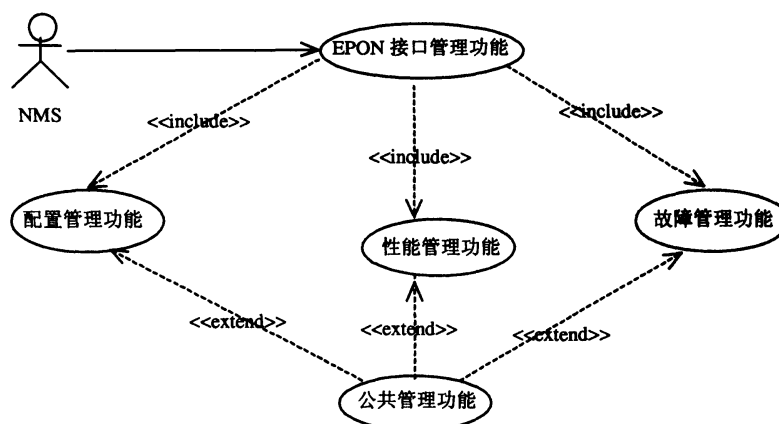 EPON 接口管理功能
NMS
<<include>>
<<include>>
<<include>>
配置管理功能
性能管理功能
故障管理功能
<<extend>>
<<extend>>
<<extend>>
公共管理功能